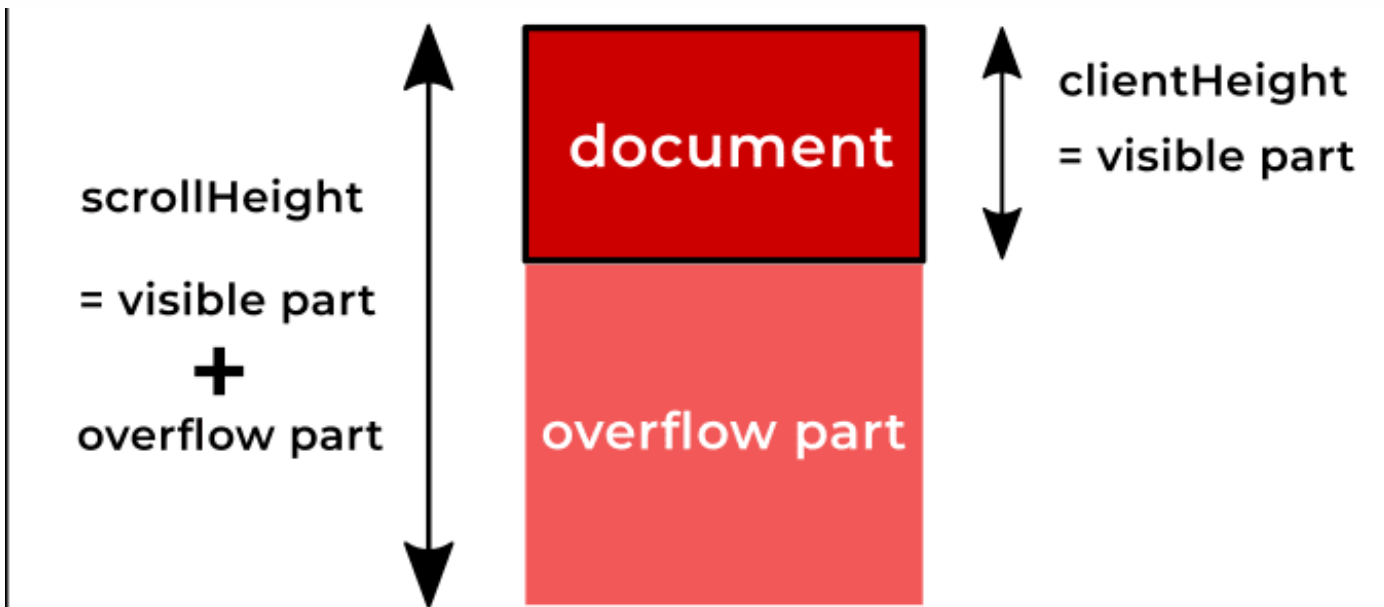 scrollHeight
= visible part
+
overflow part
document
overflow part
clientHeight
= visible part